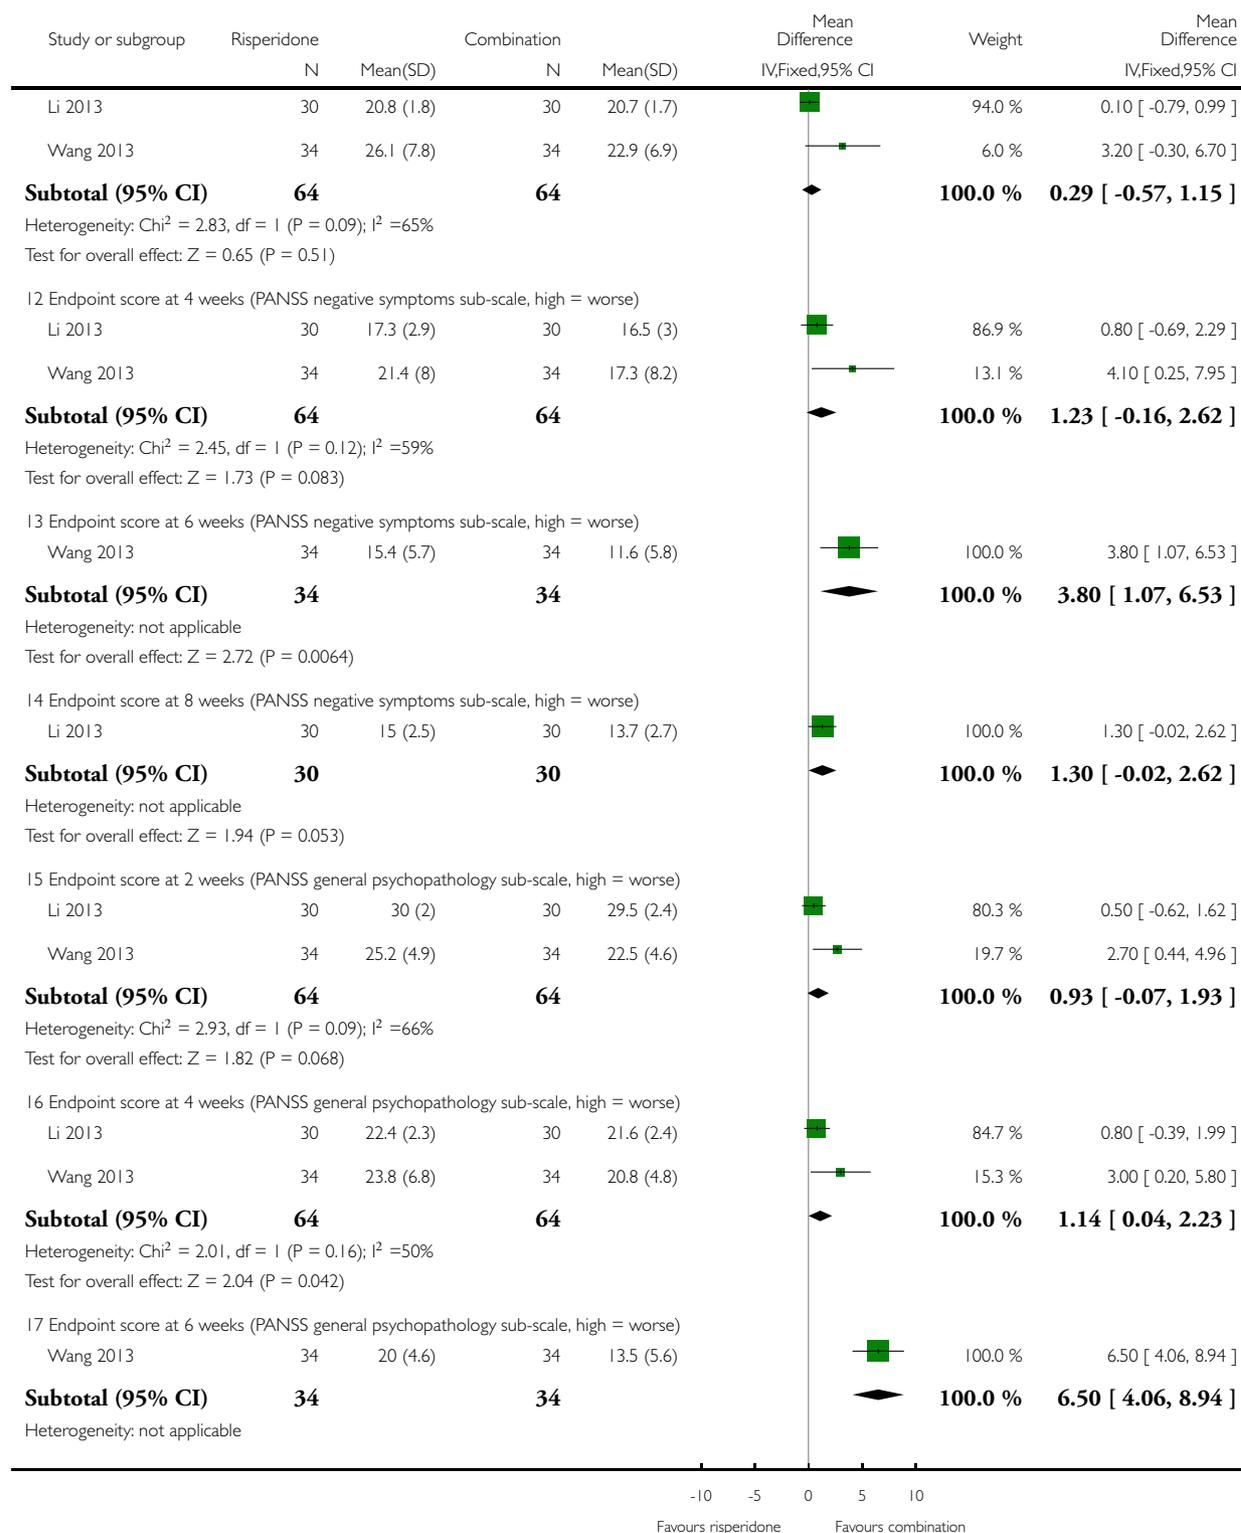 Mean Mean
Study or subgroup Risperidone Combination Difference Weight Difference
N Mean(SD) N Mean(SD) IV,Fixed,95% CI IV,Fixed,95% CI
Li 2013 30 20.8 (1.8) 30 20.7 (1.7) 94.0 % 0.10 [ -0.79, 0.99 ]
Wang 2013 34 26.1 (7.8) 34 22.9 (6.9) 6.0 % 3.20 [ -0.30, 6.70 ]
Subtotal (95% CI) 64 64 100.0 % 0.29 [ -0.57, 1.15 ]
Heterogeneity: Chi² = 2.83, df = 1 (P = 0.09); I² =65%
Test for overall effect: Z = 0.65 (P = 0.51)
12 Endpoint score at 4 weeks (PANSS negative symptoms sub-scale, high = worse)
Li 2013 30 17.3 (2.9) 30 16.5 (3) 86.9 % 0.80 [ -0.69, 2.29 ]
Wang 2013 34 21.4 (8) 34 17.3 (8.2) 13.1 % 4.10 [ 0.25, 7.95 ]
Subtotal (95% CI) 64 64 100.0 % 1.23 [ -0.16, 2.62 ]
Heterogeneity: Chi² = 2.45, df = 1 (P = 0.12); I² =59%
Test for overall effect: Z = 1.73 (P = 0.083)
13 Endpoint score at 6 weeks (PANSS negative symptoms sub-scale, high = worse)
Wang 2013 34 15.4 (5.7) 34 11.6 (5.8) 100.0 % 3.80 [ 1.07, 6.53 ]
Subtotal (95% CI) 34 34 100.0 % 3.80 [ 1.07, 6.53 ]
Heterogeneity: not applicable
Test for overall effect: Z = 2.72 (P = 0.0064)
14 Endpoint score at 8 weeks (PANSS negative symptoms sub-scale, high = worse)
Li 2013 30 15 (2.5) 30 13.7 (2.7) 100.0 % 1.30 [ -0.02, 2.62 ]
Subtotal (95% CI) 30 30 100.0 % 1.30 [ -0.02, 2.62 ]
Heterogeneity: not applicable
Test for overall effect: Z = 1.94 (P = 0.053)
15 Endpoint score at 2 weeks (PANSS general psychopathology sub-scale, high = worse)
Li 2013 30 30 (2) 30 29.5 (2.4) 80.3 % 0.50 [ -0.62, 1.62 ]
Wang 2013 34 25.2 (4.9) 34 22.5 (4.6) 19.7 % 2.70 [ 0.44, 4.96 ]
Subtotal (95% CI) 64 64 100.0 % 0.93 [ -0.07, 1.93 ]
Heterogeneity: Chi² = 2.93, df = 1 (P = 0.09); I² =66%
Test for overall effect: Z = 1.82 (P = 0.068)
16 Endpoint score at 4 weeks (PANSS general psychopathology sub-scale, high = worse)
Li 2013 30 22.4 (2.3) 30 21.6 (2.4) 84.7 % 0.80 [ -0.39, 1.99 ]
Wang 2013 34 23.8 (6.8) 34 20.8 (4.8) 15.3 % 3.00 [ 0.20, 5.80 ]
Subtotal (95% CI) 64 64 100.0 % 1.14 [ 0.04, 2.23 ]
Heterogeneity: Chi² = 2.01, df = 1 (P = 0.16); I² =50%
Test for overall effect: Z = 2.04 (P = 0.042)
17 Endpoint score at 6 weeks (PANSS general psychopathology sub-scale, high = worse)
Wang 2013 34 20 (4.6) 34 13.5 (5.6) 100.0 % 6.50 [ 4.06, 8.94 ]
Subtotal (95% CI) 34 34 100.0 % 6.50 [ 4.06, 8.94 ]
Heterogeneity: not applicable
-10 -5 0 5 10
Favours risperidone Favours combination